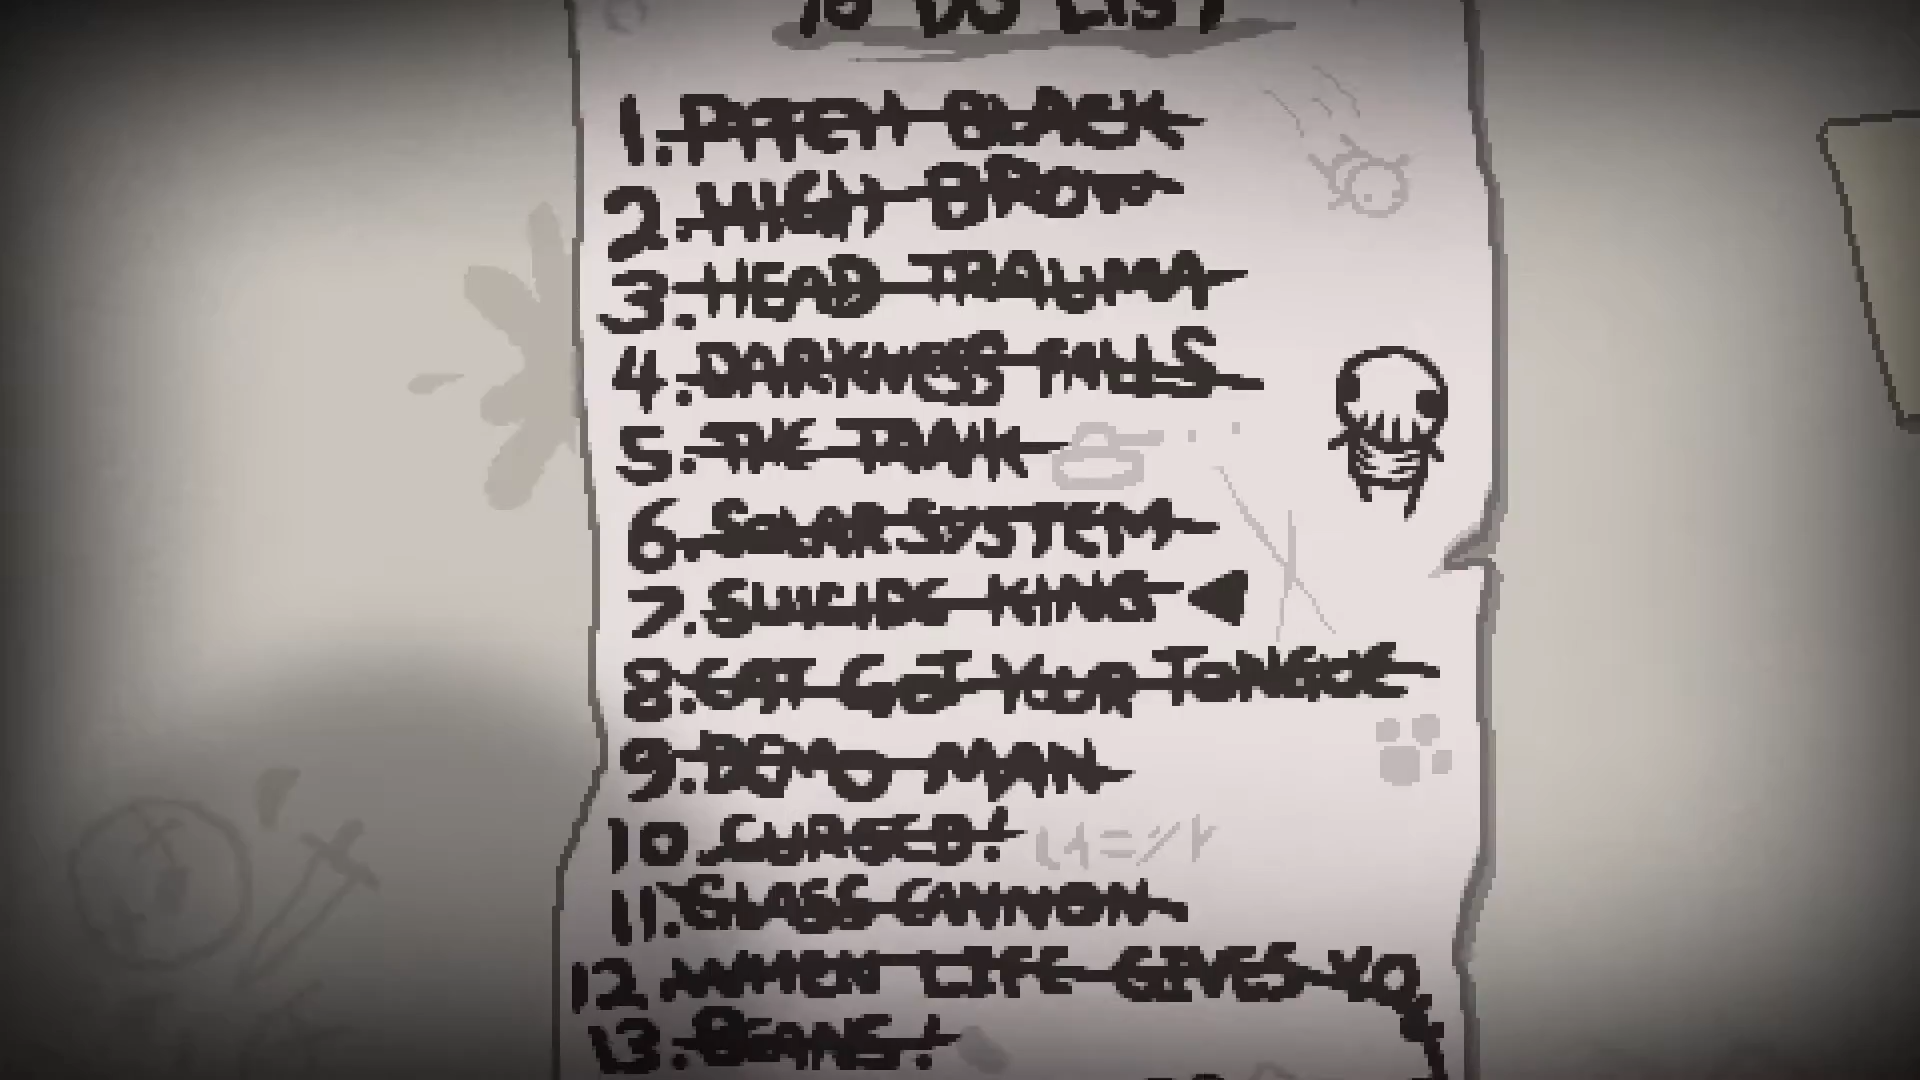 TO DO LIST
1. PITCH BLACK
2. HIGH BROW
3. HEAD TRAUMA
4. DARKNESS FALLS
5. THE TANK
6. SOLAR SYSTEM
7. SUICIDE KING
8. CAT GOT YOUR TONGUE
9. DEMO MAN
10. CURSED!
11. GLASS CANNON
12. WHEN LIFE GIVES YO
13. BEANS!